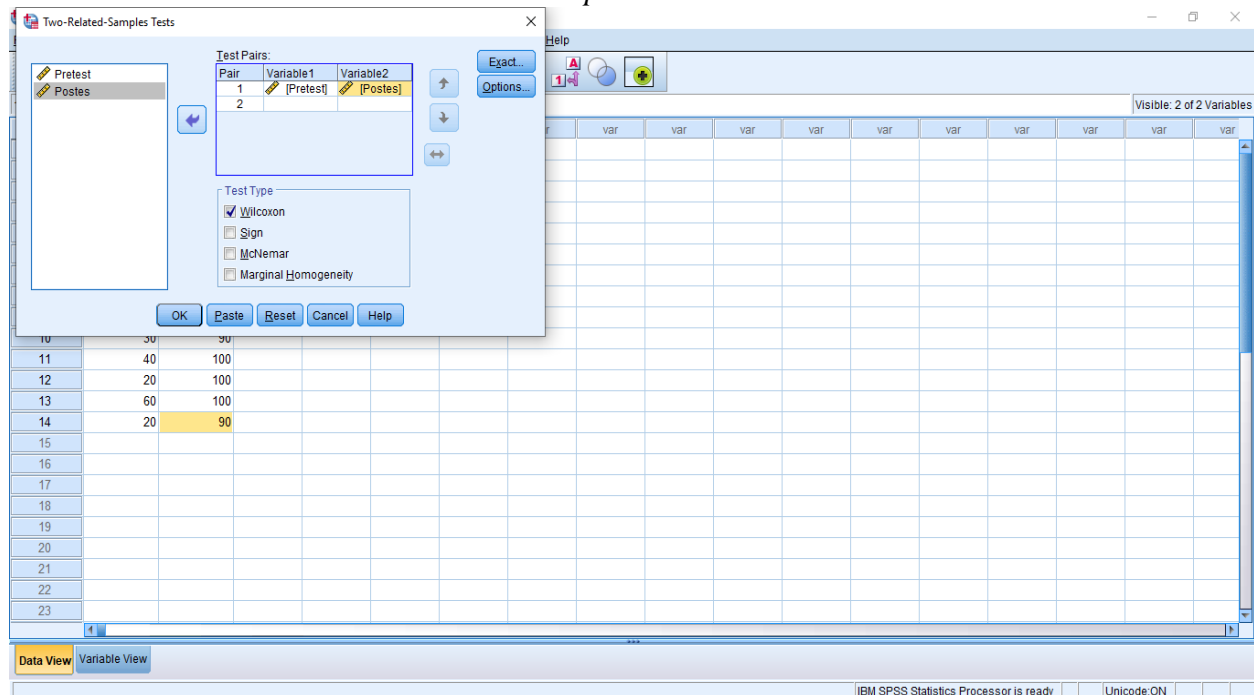 Two-Related-Samples Tests
Help
Test Pairs:
Pretest
Postes
Pair Variable1 Variable2
1 [Pretest] [Postes]
2
Exact...
Options...
Test Type
Wilcoxon
Sign
McNemar
Marginal Homogeneity
OK Paste Reset Cancel Help
Visible: 2 of 2 Variables
var var var var var var var var var var
10 30 90
11 40 100
12 20 100
13 60 100
14 20 90
15
16
17
18
19
20
21
22
23
Data View Variable View
IBM SPSS Statistics Processor is ready Unicode:ON